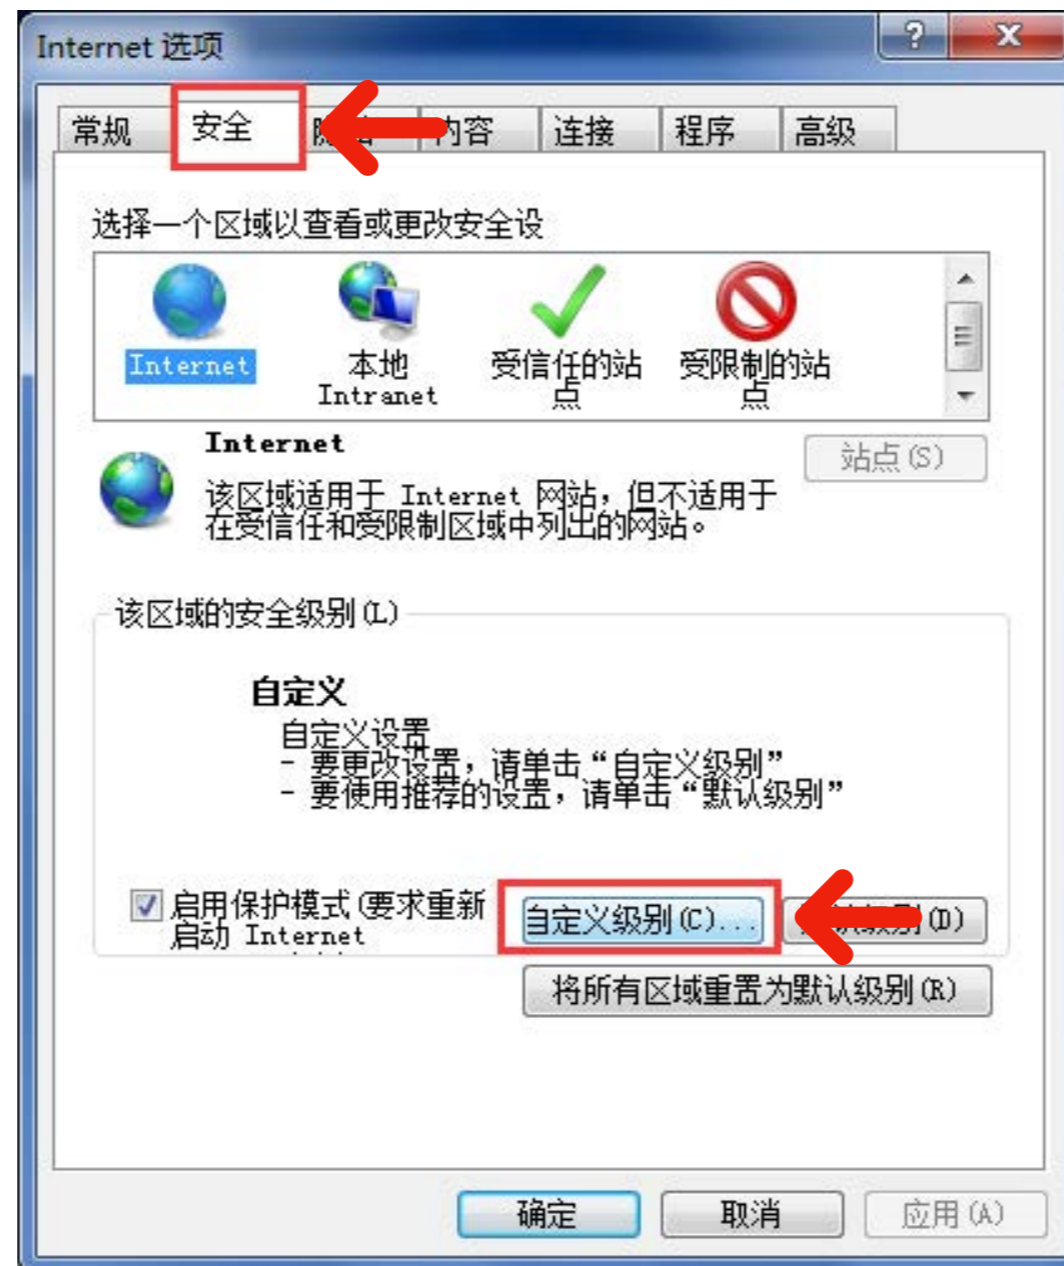 Internet 选项
常规
安全
内容
连接
程序
高级
选择一个区域以查看或更改安全设
Internet
本地
Intranet
受信任的站
点
受限制的站
点
Internet
站点(S)
该区域适用于 Internet 网站，但不适用于
在受信任和受限制区域中列出的网站。
该区域的安全级别(L)
自定义
自定义设置
- 要更改设置，请单击“自定义级别”
- 要使用推荐的设置，请单击“默认级别”
启用保护模式(要求重新
启动 Internet
自定义级别(C)...
别(D)
将所有区域重置为默认级别(R)
确定
取消
应用(A)